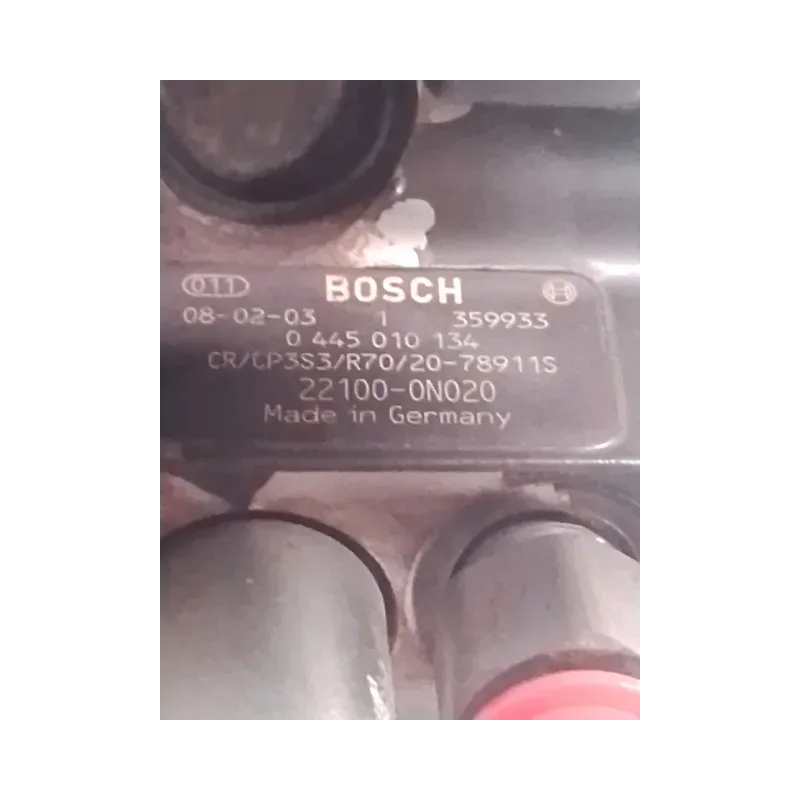 011 BOSCH
08-02-03 1 359933
0 445 010 134
CR/CP3S3/R70/20-78911S
22100-0N020
Made in Germany